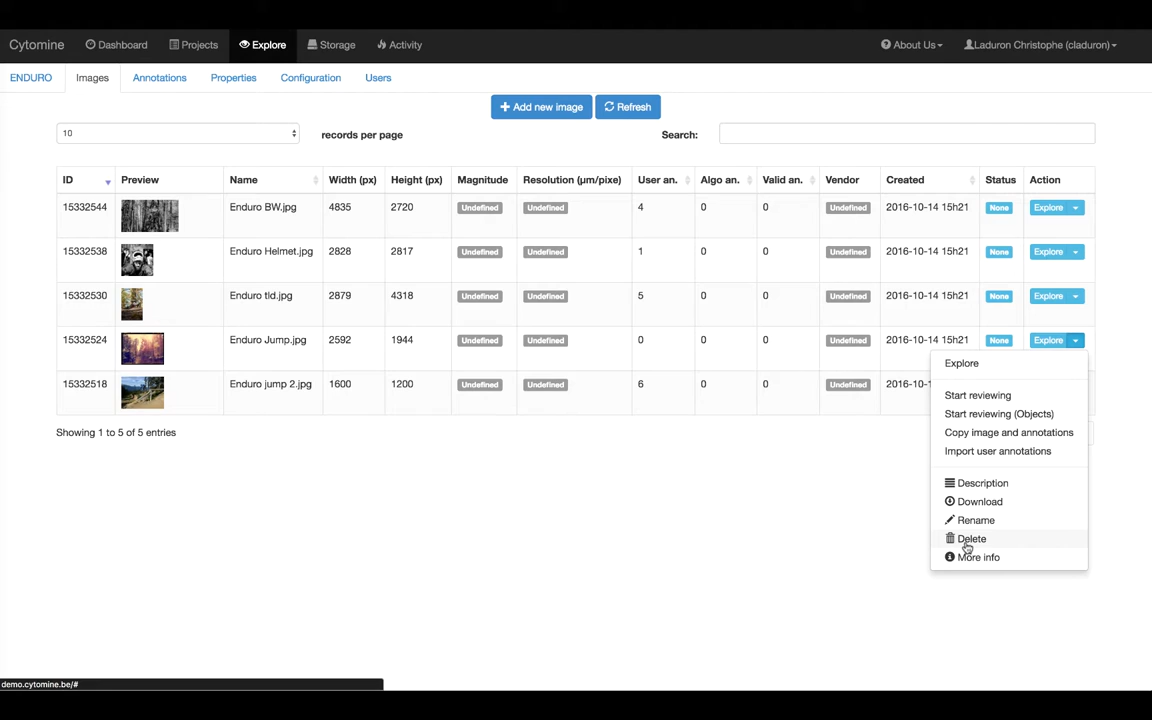 Cytomine Dashboard Projects Explore Storage Activity About Us Laduron Christophe (claduron)
ENDURO Images Annotations Properties Configuration Users
Add new image Refresh
10 records per page Search:
ID Preview Name Width (px) Height (px) Magnitude Resolution (µm/pixe) User an. Algo an. Valid an. Vendor Created Status Action
15332544 Enduro BW.jpg 4835 2720 Undefined Undefined 4 0 0 Undefined 2016-10-14 15h21 None Explore
15332538 Enduro Helmet.jpg 2828 2817 Undefined Undefined 1 0 0 Undefined 2016-10-14 15h21 None Explore
15332530 Enduro tld.jpg 2879 4318 Undefined Undefined 5 0 0 Undefined 2016-10-14 15h21 None Explore
15332524 Enduro Jump.jpg 2592 1944 Undefined Undefined 0 0 0 Undefined 2016-10-14 15h21 None Explore
15332518 Enduro jump 2.jpg 1600 1200 Undefined Undefined 6 0 0 Undefined 2016-10-
Showing 1 to 5 of 5 entries
Explore
Start reviewing
Start reviewing (Objects)
Copy image and annotations
Import user annotations
Description
Download
Rename
Delete
More info
demo.cytomine.be/#